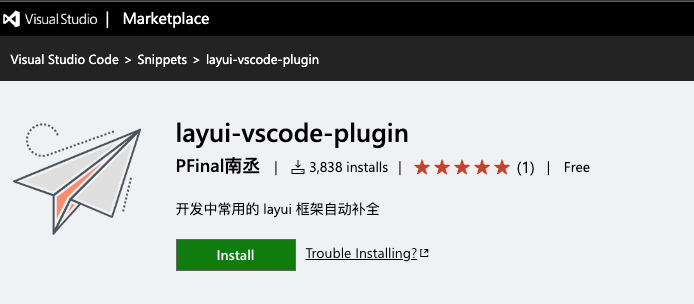 Visual Studio | Marketplace
Visual Studio Code > Snippets > layui-vscode-plugin
layui-vscode-plugin
PFinal南丞 | 3,838 installs | (1) | Free
开发中常用的 layui 框架自动补全
Install Trouble Installing?